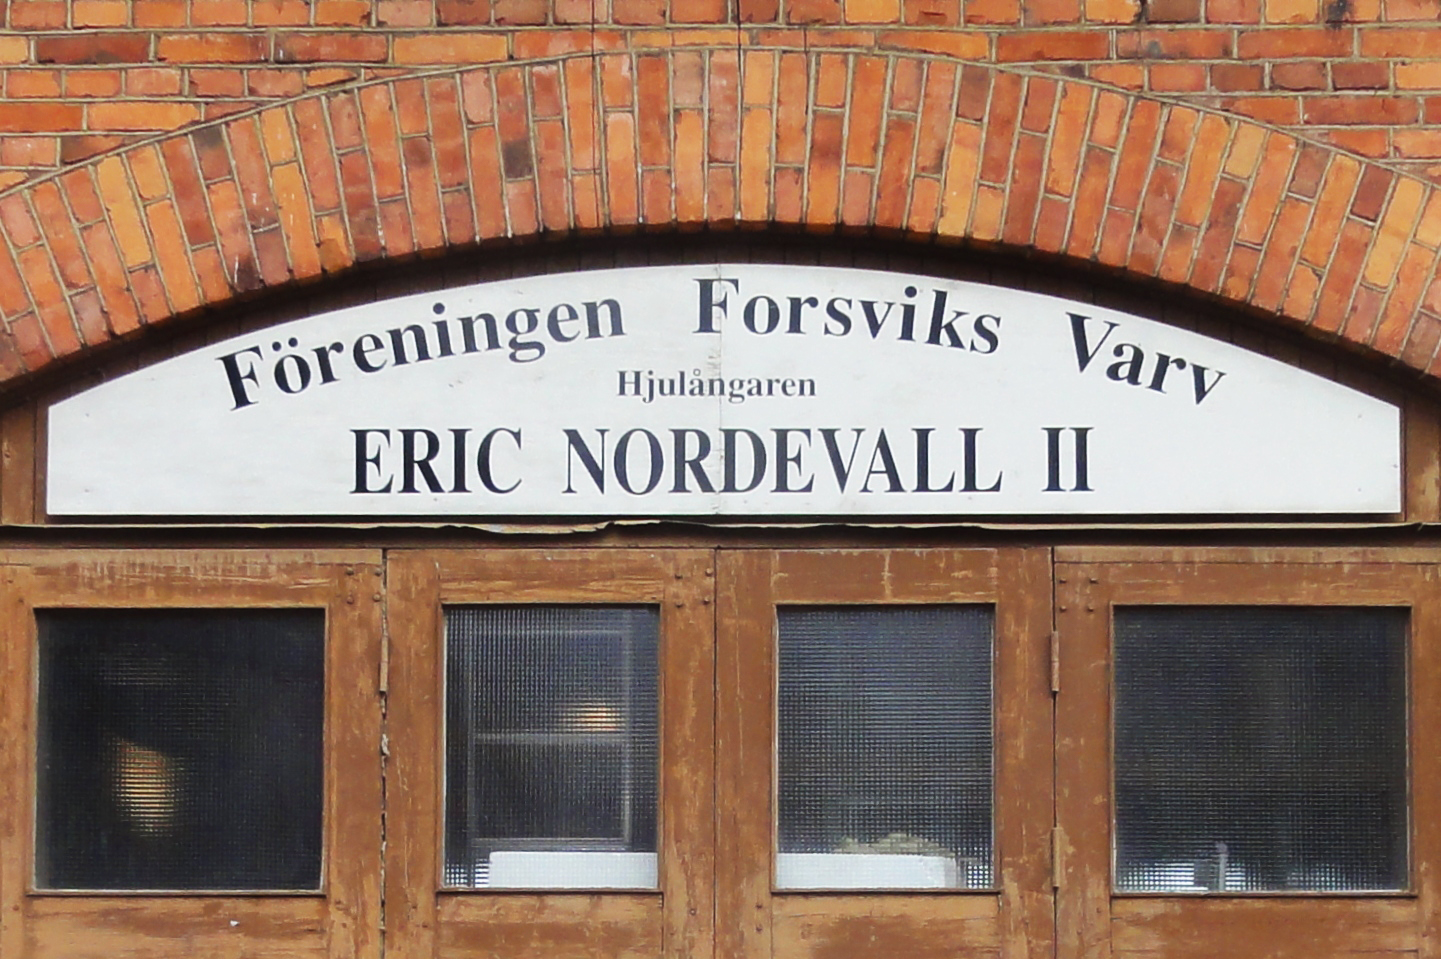 Föreningen Forsviks Varv
Hjulångaren
ERIC NORDEVALL II